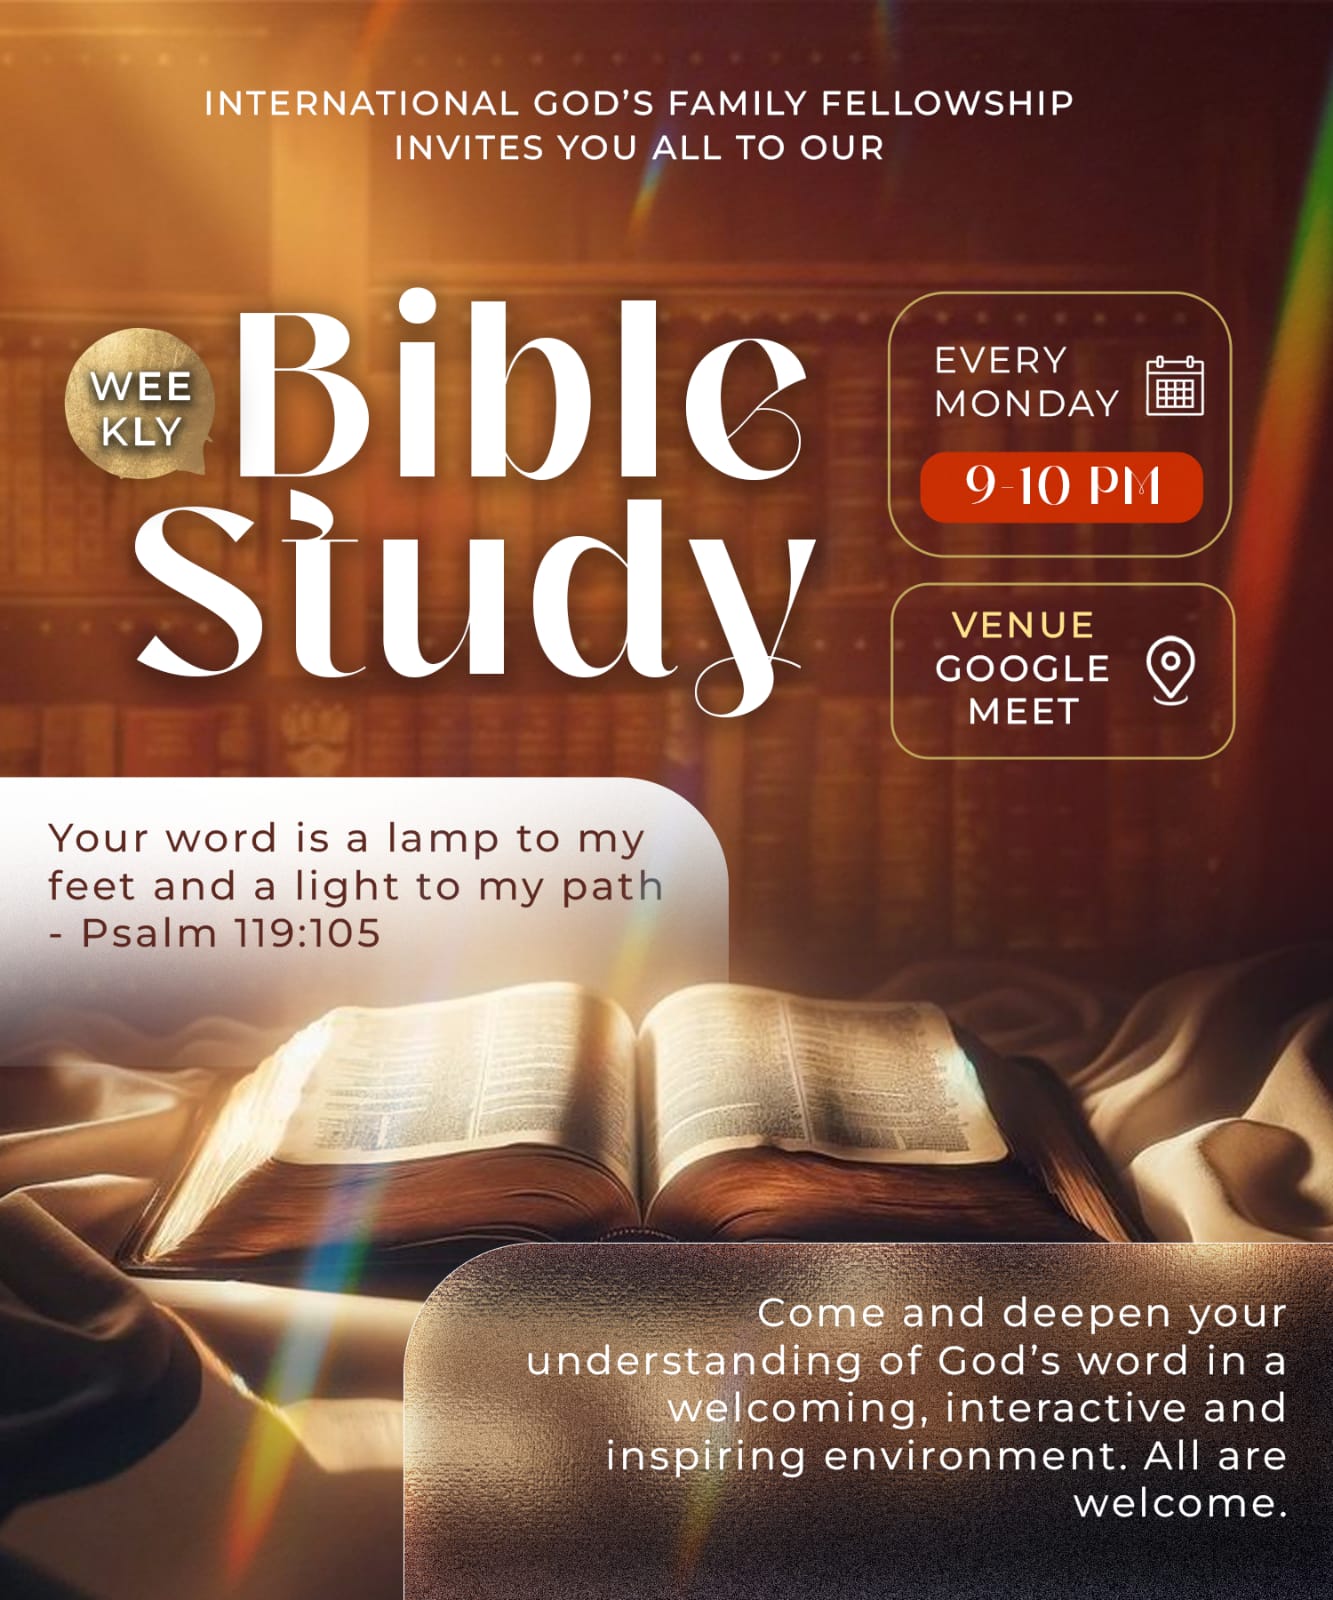 INTERNATIONAL GOD'S FAMILY FELLOWSHIP
INVITES YOU ALL TO OUR
WEE
KLY
Bible
Study
EVERY
MONDAY
9-10 PM
VENUE
GOOGLE
MEET
Your word is a lamp to my
feet and a light to my path
- Psalm 119:105
Come and deepen your
understanding of God's word in a
welcoming, interactive and
inspiring environment. All are
welcome.